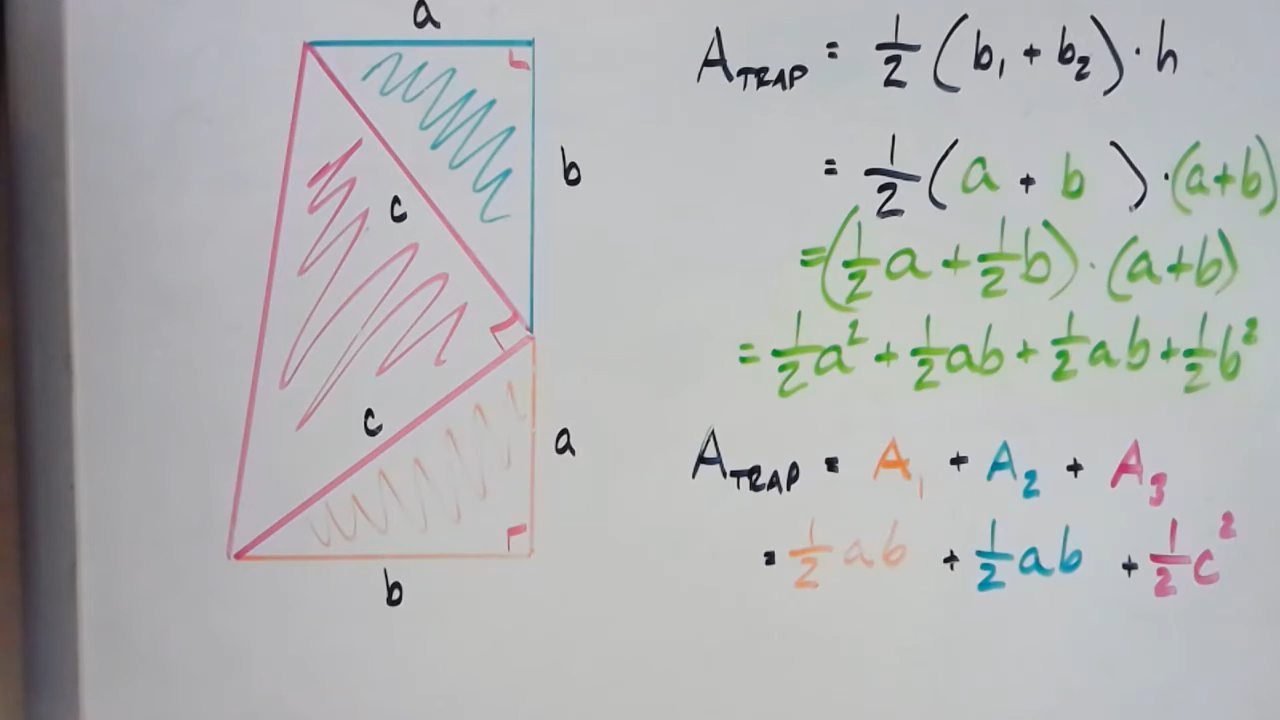 a
b
c
c
a
b
A_TRAP = 1/2 (b₁ + b₂) · h
= 1/2 (a + b) · (a+b)
= (1/2 a + 1/2 b) · (a+b)
= 1/2 a² + 1/2 ab + 1/2 ab + 1/2 b²
A_TRAP = A₁ + A₂ + A₃
= 1/2 ab + 1/2 ab + 1/2 c²